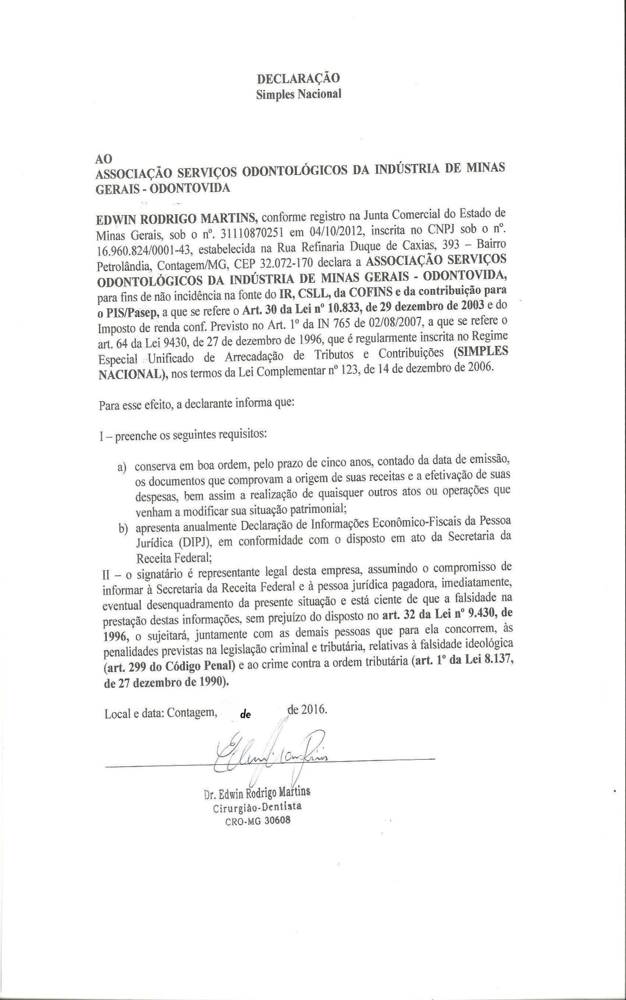 DECLARAÇÃO
Simples Nacional
AO
ASSOCIAÇÃO SERVIÇOS ODONTOLÓGICOS DA INDÚSTRIA DE MINAS
GERAIS - ODONTOVIDA
EDWIN RODRIGO MARTINS, conforme registro na Junta Comercial do Estado de
Minas Gerais, sob o nº. 31110870251 em 04/10/2012, inscrita no CNPJ sob o nº.
16.960.824/0001-43, estabelecida na Rua Refinaria Duque de Caxias, 393 – Bairro
Petrolândia, Contagem/MG, CEP 32.072-170 declara a ASSOCIAÇÃO SERVIÇOS
ODONTOLÓGICOS DA INDÚSTRIA DE MINAS GERAIS - ODONTOVIDA,
para fins de não incidência na fonte do IR, CSLL, da COFINS e da contribuição para
o PIS/Pasep, a que se refere o Art. 30 da Lei nº 10.833, de 29 dezembro de 2003 e do
Imposto de renda conf. Previsto no Art. 1º da IN 765 de 02/08/2007, a que se refere o
art. 64 da Lei 9430, de 27 de dezembro de 1996, que é regularmente inscrita no Regime
Especial Unificado de Arrecadação de Tributos e Contribuições (SIMPLES
NACIONAL), nos termos da Lei Complementar nº 123, de 14 de dezembro de 2006.
Para esse efeito, a declarante informa que:
I – preenche os seguintes requisitos:
a) conserva em boa ordem, pelo prazo de cinco anos, contado da data de emissão,
os documentos que comprovam a origem de suas receitas e a efetivação de suas
despesas, bem assim a realização de quaisquer outros atos ou operações que
venham a modificar sua situação patrimonial;
b) apresenta anualmente Declaração de Informações Econômico-Fiscais da Pessoa
Jurídica (DIPJ), em conformidade com o disposto em ato da Secretaria da
Receita Federal;
II – o signatário é representante legal desta empresa, assumindo o compromisso de
informar à Secretaria da Receita Federal e à pessoa jurídica pagadora, imediatamente,
eventual desenquadramento da presente situação e está ciente de que a falsidade na
prestação destas informações, sem prejuízo do disposto no art. 32 da Lei nº 9.430, de
1996, o sujeitará, juntamente com as demais pessoas que para ela concorrem, às
penalidades previstas na legislação criminal e tributária, relativas à falsidade ideológica
(art. 299 do Código Penal) e ao crime contra a ordem tributária (art. 1º da Lei 8.137,
de 27 dezembro de 1990).
Local e data: Contagem, de de 2016.
Dr. Edwin Rodrigo Martins
Cirurgião-Dentista
CRO-MG 30608